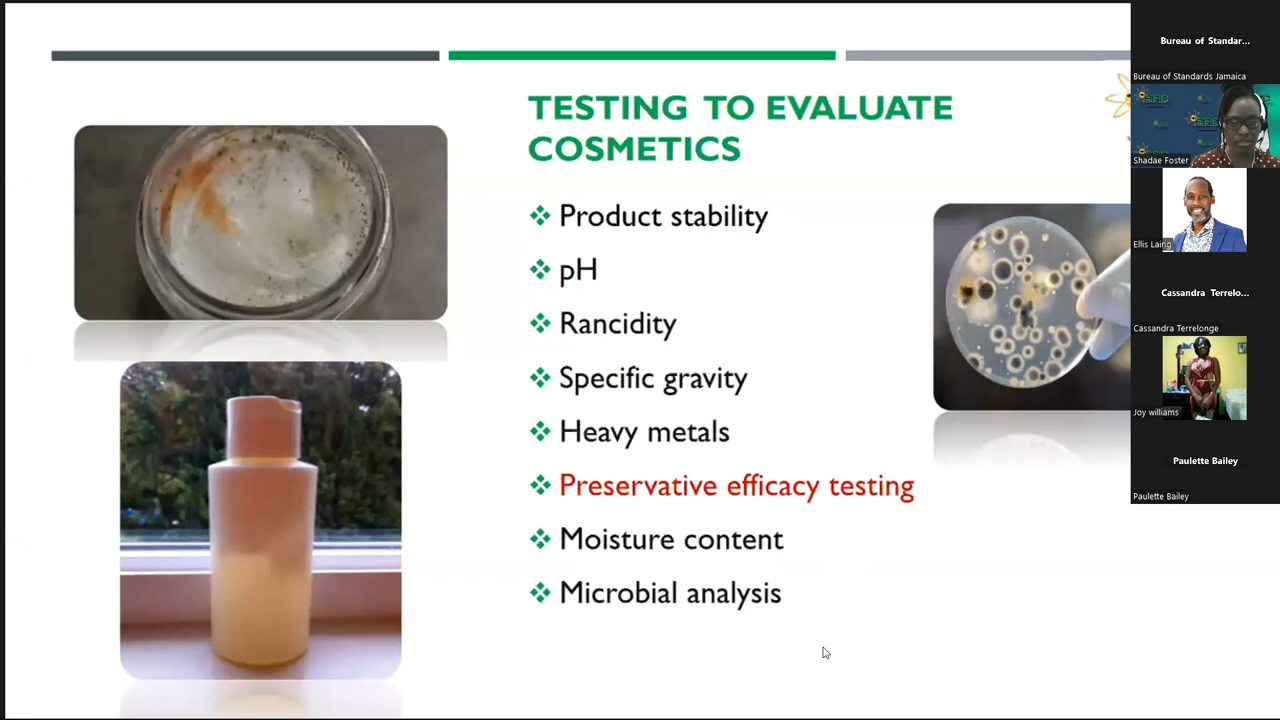 TESTING TO EVALUATE
COSMETICS
Product stability
pH
Rancidity
Specific gravity
Heavy metals
Preservative efficacy testing
Moisture content
Microbial analysis
Bureau of Standar...
Bureau of Standards Jamaica
Shadae Foster
Ellis Laing
Cassandra Terrelo...
Cassandra Terrelonge
Joy williams
Paulette Bailey
Paulette Bailey